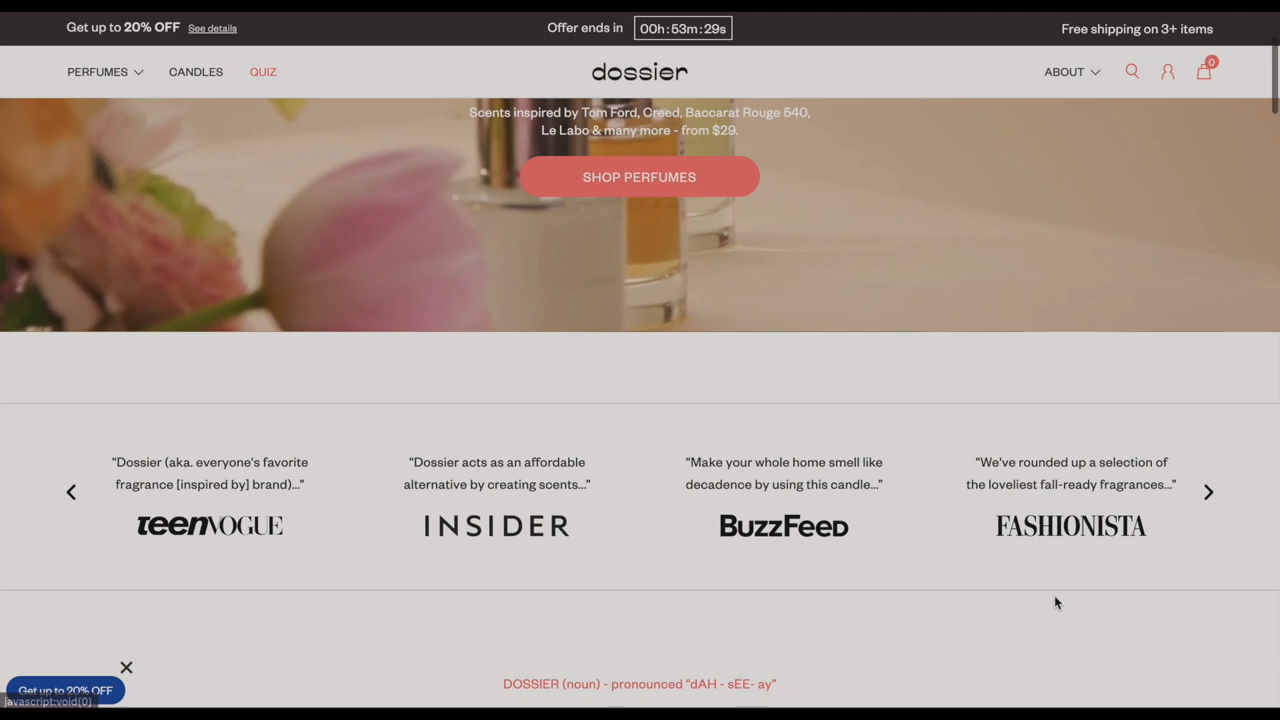 Get up to 20% OFF See details
Offer ends in 00h:53m:29s
Free shipping on 3+ items
PERFUMES CANDLES QUIZ
dossier
ABOUT
0
Scents inspired by Tom Ford, Creed, Baccarat Rouge 540,
Le Labo & many more - from $29.
SHOP PERFUMES
"Dossier (aka. everyone's favorite
fragrance [inspired by] brand)..."
teenVOGUE
"Dossier acts as an affordable
alternative by creating scents..."
INSIDER
"Make your whole home smell like
decadence by using this candle..."
BuzzFeed
"We've rounded up a selection of
the loveliest fall-ready fragrances..."
FASHIONISTA
DOSSIER (noun) - pronounced "dAH - sEE- ay"
Get up to 20% OFF
javascript:void(0)